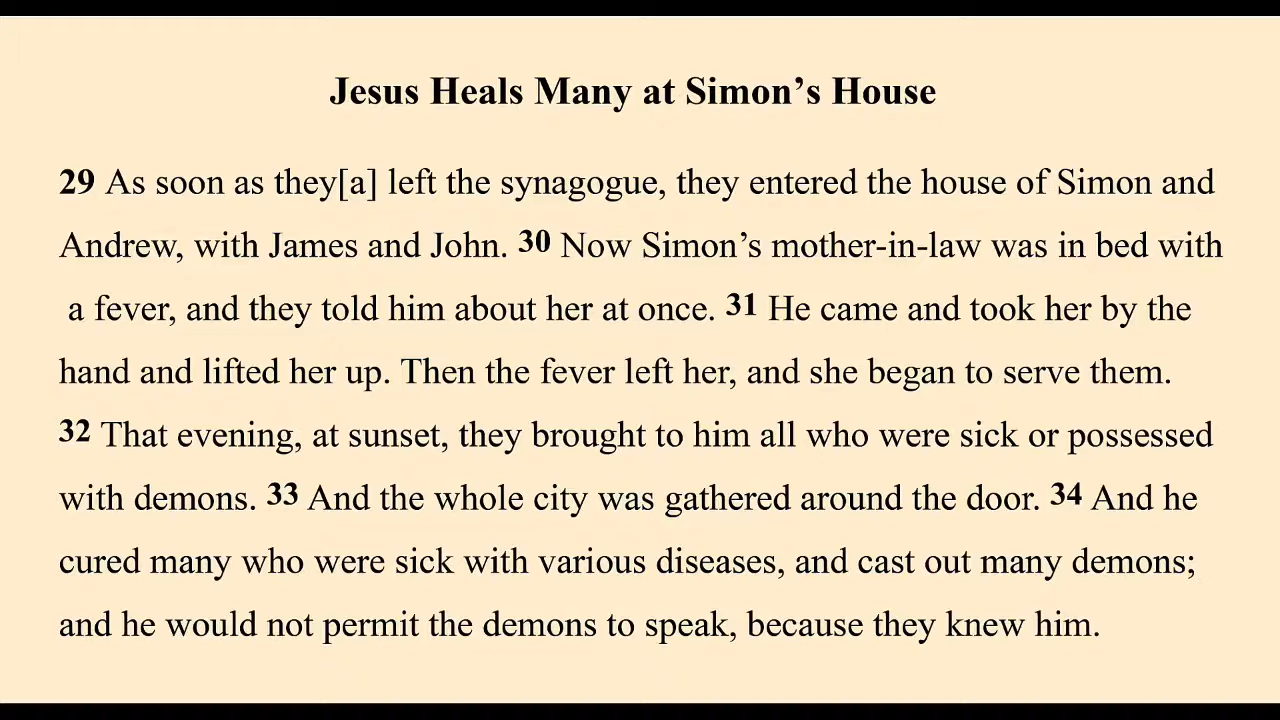 Jesus Heals Many at Simon’s House
29 As soon as they[a] left the synagogue, they entered the house of Simon and
Andrew, with James and John. 30 Now Simon’s mother-in-law was in bed with
a fever, and they told him about her at once. 31 He came and took her by the
hand and lifted her up. Then the fever left her, and she began to serve them.
32 That evening, at sunset, they brought to him all who were sick or possessed
with demons. 33 And the whole city was gathered around the door. 34 And he
cured many who were sick with various diseases, and cast out many demons;
and he would not permit the demons to speak, because they knew him.